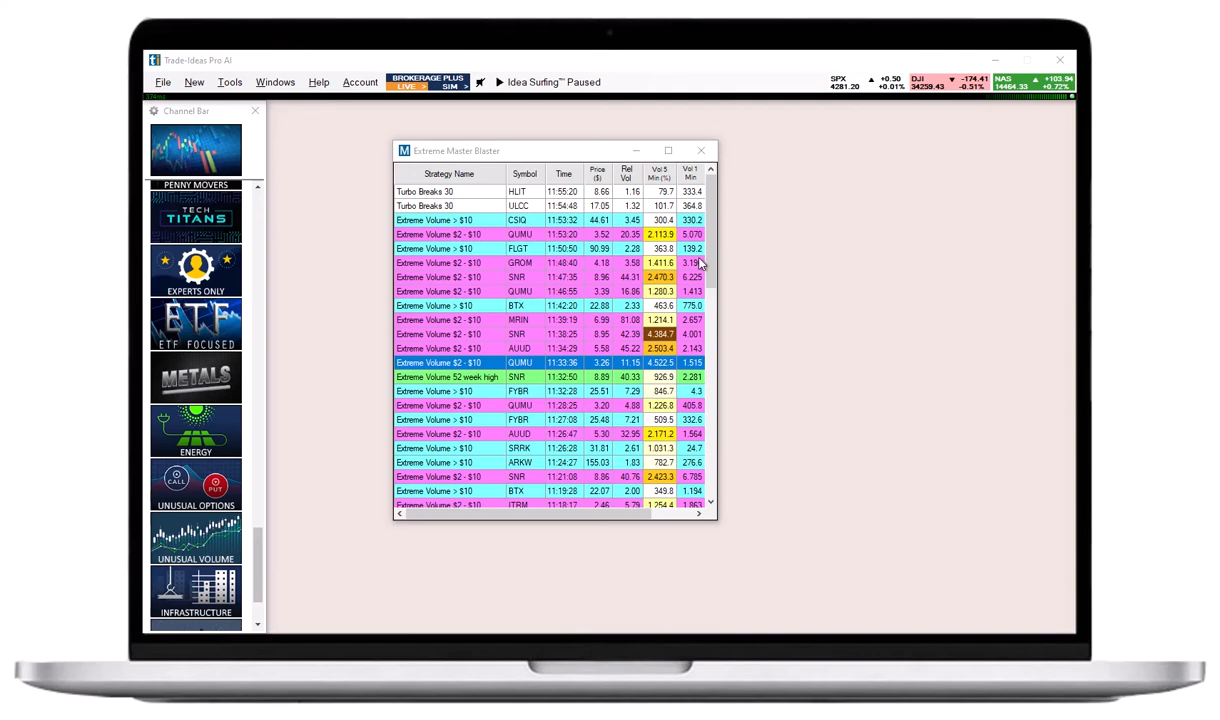 Trade-Ideas Pro AI
File New Tools Windows Help Account BROKERAGE PLUS LIVE > SIM > Idea Surfing™ Paused
SPX +0.50 DJI -174.41 NAS +103.94
4281.20 +0.01% 34259.43 -0.51% 14464.33 +0.72%
374ms
Channel Bar
PENNY MOVERS
TECH
TITANS
EXPERTS ONLY
ETF
ETF FOCUSED
METALS
ENERGY
CALL PUT
UNUSUAL OPTIONS
UNUSUAL VOLUME
INFRASTRUCTURE
M Extreme Master Blaster
Strategy Name Symbol Time Price ($) Rel Vol Vol 5 Min (%) Vol 1 Min
Turbo Breaks 30 HLIT 11:55:20 8.66 1.16 79.7 333.4
Turbo Breaks 30 ULCC 11:54:48 17.05 1.32 101.7 364.8
Extreme Volume > $10 CSIQ 11:53:32 44.61 3.45 300.4 330.2
Extreme Volume $2 - $10 QUMU 11:53:20 3.52 20.35 2.113.9 5.070
Extreme Volume > $10 FLGT 11:50:50 90.99 2.28 363.8 139.2
Extreme Volume $2 - $10 GROM 11:48:40 4.18 3.58 1.411.6
Extreme Volume $2 - $10 SNR 11:47:35 8.96 44.31 2.470.3 6.225
Extreme Volume $2 - $10 QUMU 11:46:55 3.39 16.86 1.280.3 1.413
Extreme Volume > $10 BTX 11:42:20 22.88 2.33 463.6 775.0
Extreme Volume $2 - $10 MRIN 11:39:19 6.99 81.08 1.214.1 2.657
Extreme Volume $2 - $10 SNR 11:38:25 8.95 42.39 4.384.7 4.001
Extreme Volume $2 - $10 AUUD 11:34:29 5.58 45.22 2.503.4 2.143
Extreme Volume $2 - $10 QUMU 11:33:36 3.26 11.15 4.522.5 1.515
Extreme Volume 52 week high SNR 11:32:50 8.89 40.33 926.9 2.281
Extreme Volume > $10 FYBR 11:32:28 25.51 7.29 846.7 4.3
Extreme Volume $2 - $10 QUMU 11:28:25 3.20 4.88 1.226.8 405.8
Extreme Volume > $10 FYBR 11:27:08 25.48 7.21 509.5 332.6
Extreme Volume $2 - $10 AUUD 11:26:47 5.30 32.95 2.171.2 1.564
Extreme Volume > $10 SRRK 11:26:28 31.81 2.61 1.031.3 24.7
Extreme Volume > $10 ARKW 11:24:27 155.03 1.83 782.7 276.6
Extreme Volume $2 - $10 SNR 11:21:08 8.86 40.76 2.423.3 6.785
Extreme Volume > $10 BTX 11:19:28 22.07 2.00 349.8 1.194
Extreme Volume $2 - $10 ITRM 11:18:17 2.46 5.79 1.254.4 1.863